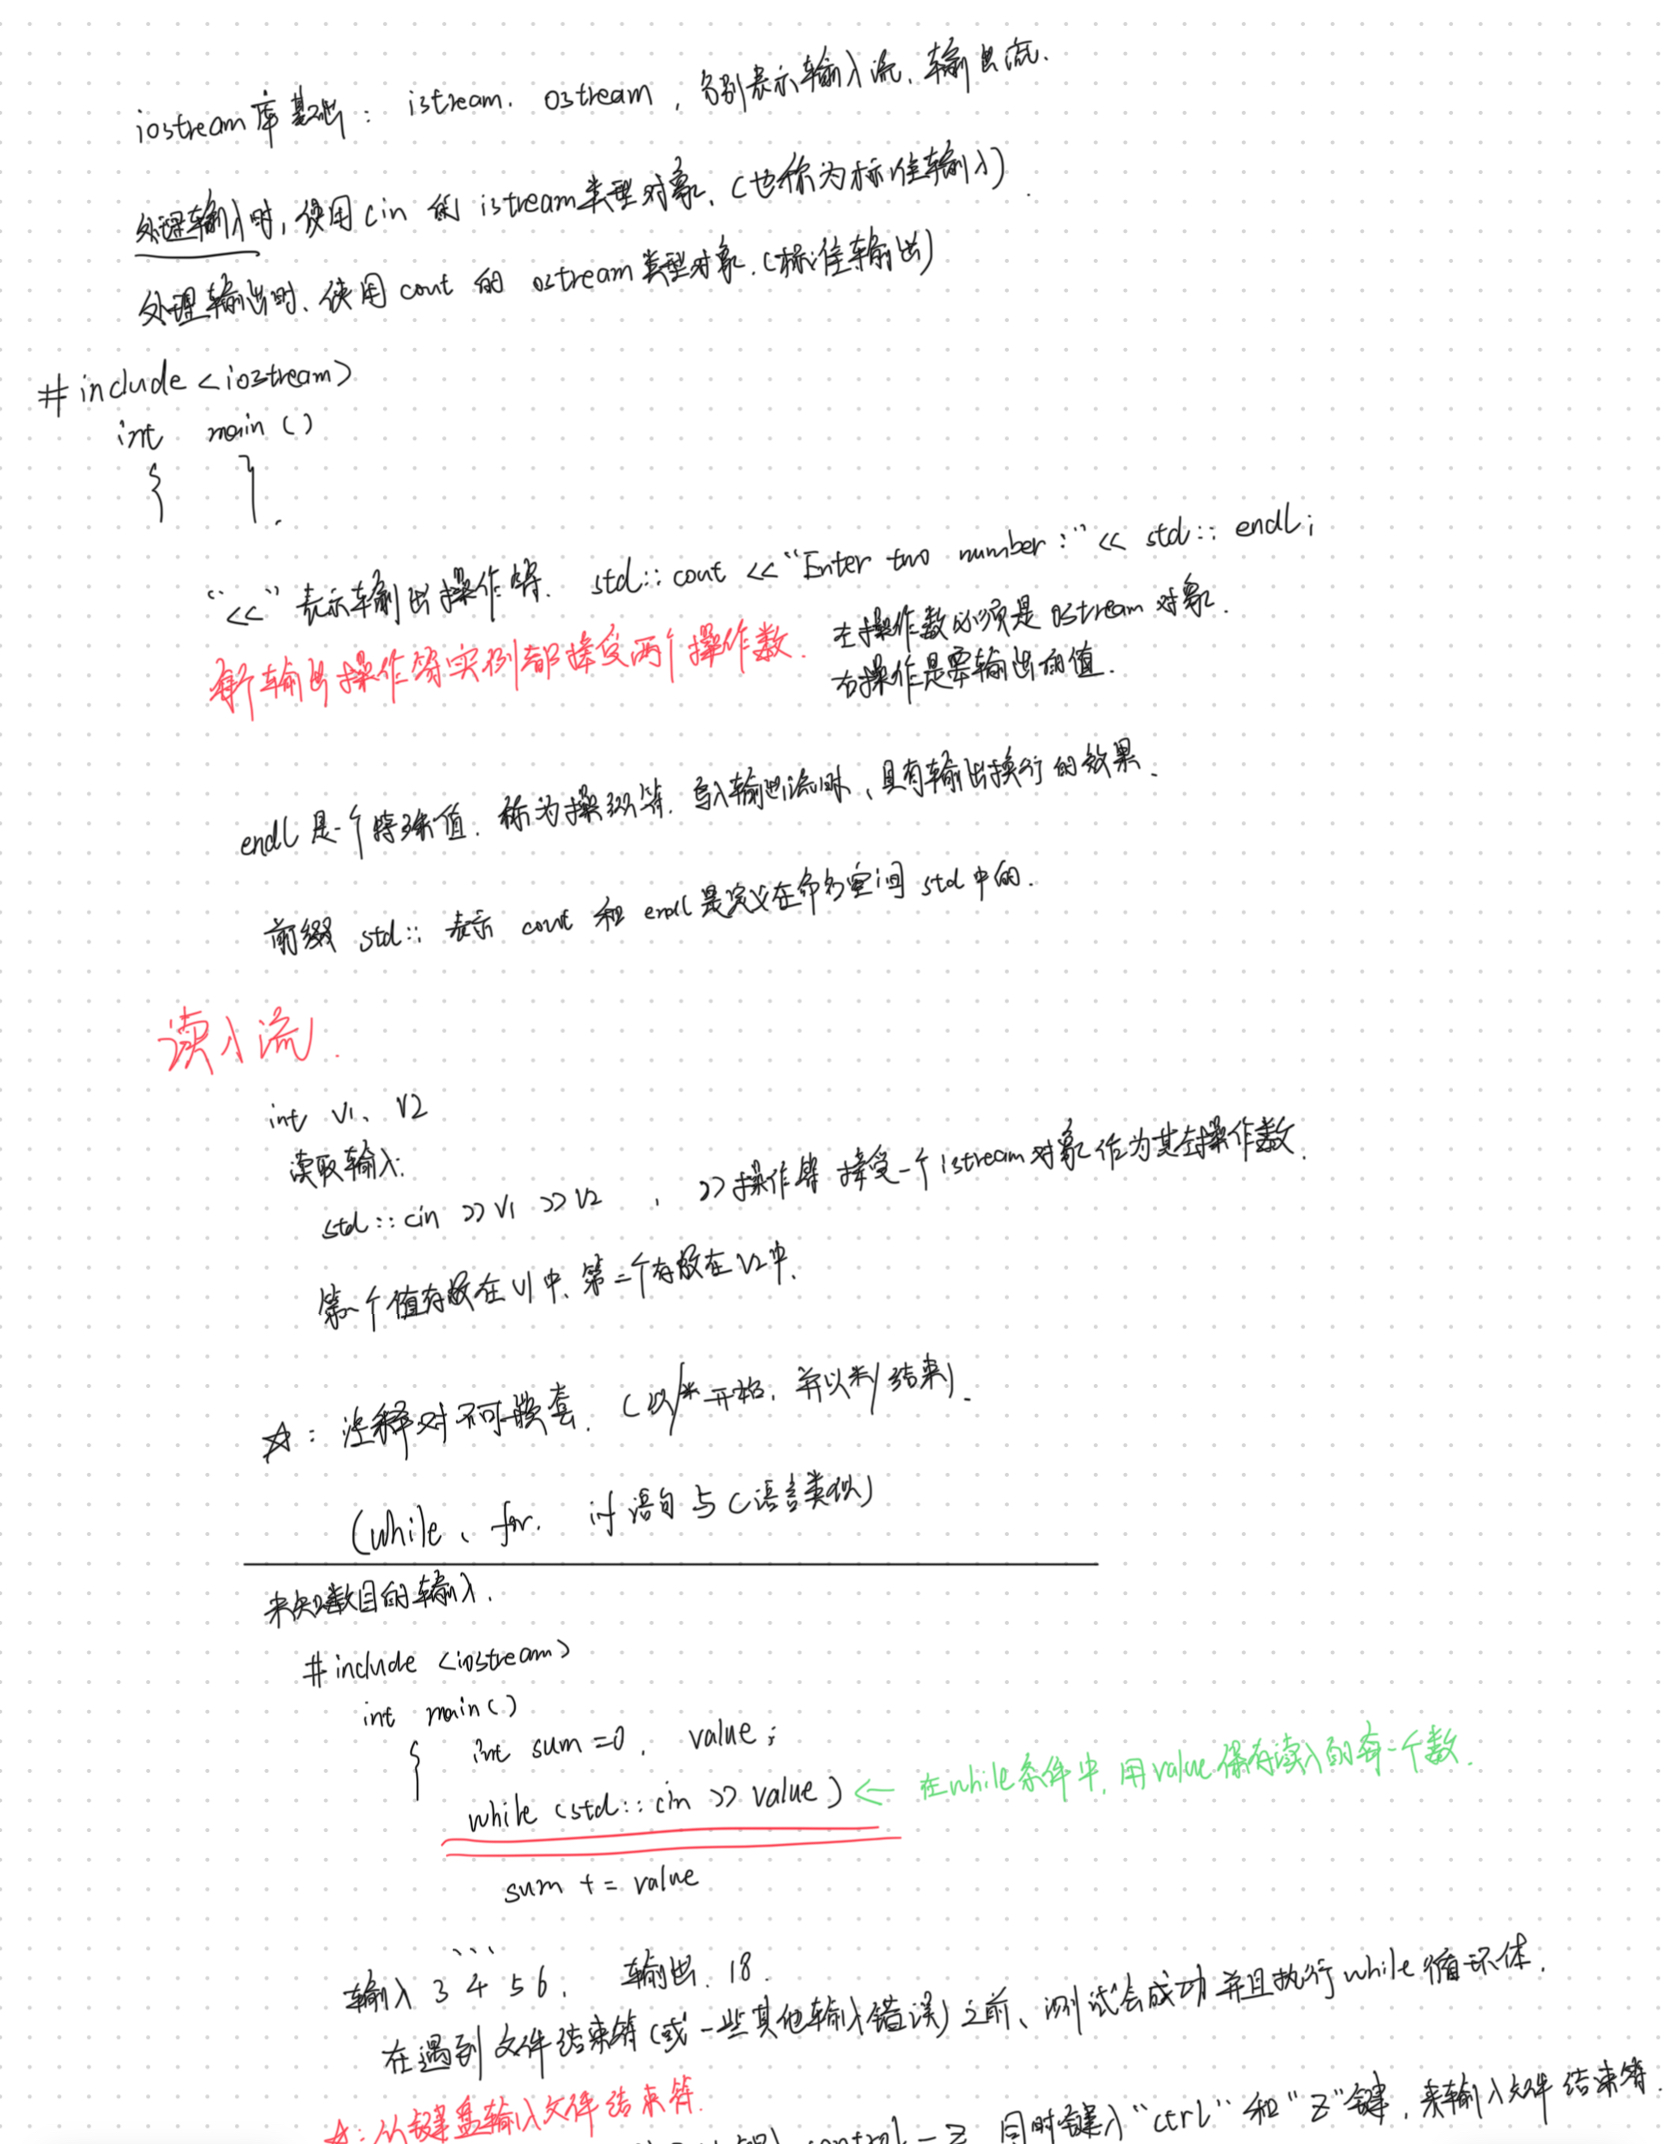 iostream库基础：istream、ostream，分别表示输入流、输出流.
处理输入时，使用cin 的 istream类型对象.（也称为标准输入）.
处理输出时、使用cout 的 ostream类型对象.（标准输出）
#include <iostream>
int main ()
{ }.
“<<”表示输出操作符. std::cout <<“Enter two number:”<< std:: endl;
每个输出操作符实例都接受两个操作数.
左操作数必须是ostream对象.
右操作是要输出的值.
endl是一个特殊值. 称为操纵符. 写入输出流时、具有输出换行的效果.
前缀 std:: 表示 cout 和 endl是定义在命名空间 std中的.
读入流.
int v1、v2
读取输入:
std::cin >>v1 >>v2 , >>操作符 接受一个istream对象作为其左操作数.
第一个值存放在v1中、第二个存放在v2中.
☆：注释对不可嵌套. （以/*开始, 并以*/结束）.
(while、for. if语句与C语言类似)
未知数目的输入.
#include <iostream>
int main()
{ int sum =0, value;
while (std::cin >> value) ← 在while条件中, 用value保存读入的每一个数.
sum += value
...
输入 3 4 5 6, 输出. 18.
在遇到文件结束符(或一些其他输入错误)之前、测试会成功并且执行while循环体.
☆：从键盘输入文件结束符.
control-z 同时键入“ctrl”和“Z”键, 来输入文件结束符.